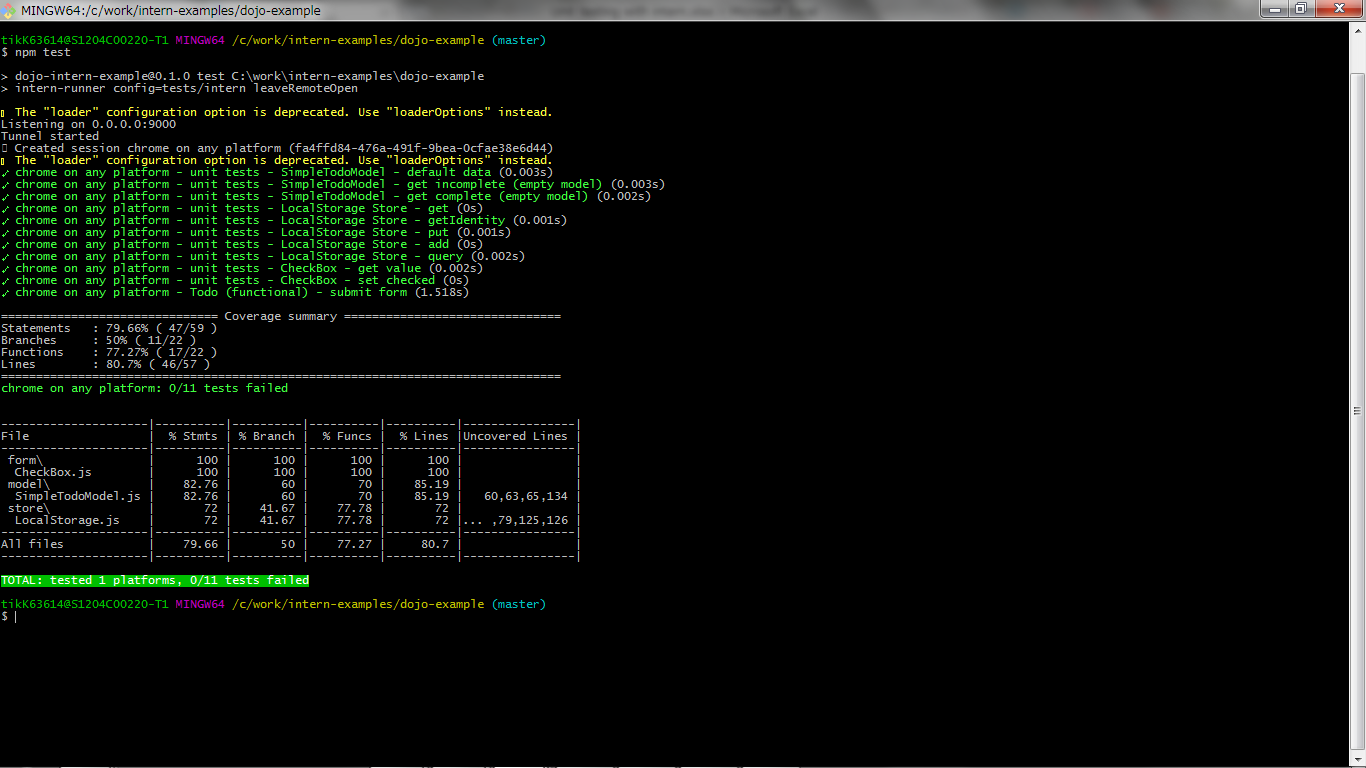 MINGW64:/c/work/intern-examples/dojo-example
tikK63614@S1204C00220-T1 MINGW64 /c/work/intern-examples/dojo-example (master)
$ npm test
> dojo-intern-example@0.1.0 test C:\work\intern-examples\dojo-example
> intern-runner config=tests/intern leaveRemoteOpen
The "loader" configuration option is deprecated. Use "loaderOptions" instead.
Listening on 0.0.0.0:9000
Tunnel started
Created session chrome on any platform (fa4ffd84-476a-491f-9bea-0cfae38e6d44)
The "loader" configuration option is deprecated. Use "loaderOptions" instead.
✓ chrome on any platform - unit tests - SimpleTodoModel - default data (0.003s)
✓ chrome on any platform - unit tests - SimpleTodoModel - get incomplete (empty model) (0.003s)
✓ chrome on any platform - unit tests - SimpleTodoModel - get complete (empty model) (0.002s)
✓ chrome on any platform - unit tests - LocalStorage Store - get (0s)
✓ chrome on any platform - unit tests - LocalStorage Store - getIdentity (0.001s)
✓ chrome on any platform - unit tests - LocalStorage Store - put (0.001s)
✓ chrome on any platform - unit tests - LocalStorage Store - add (0s)
✓ chrome on any platform - unit tests - LocalStorage Store - query (0.002s)
✓ chrome on any platform - unit tests - CheckBox - get value (0.002s)
✓ chrome on any platform - unit tests - CheckBox - set checked (0s)
✓ chrome on any platform - Todo (functional) - submit form (1.518s)
=============================== Coverage summary ===============================
Statements   : 79.66% ( 47/59 )
Branches     : 50% ( 11/22 )
Functions    : 77.27% ( 17/22 )
Lines        : 80.7% ( 46/57 )
================================================================================
chrome on any platform: 0/11 tests failed
---------------------|----------|----------|----------|----------|----------------|
File                 |  % Stmts | % Branch |  % Funcs |  % Lines |Uncovered Lines |
---------------------|----------|----------|----------|----------|----------------|
 form\               |      100 |      100 |      100 |      100 |                |
  CheckBox.js        |      100 |      100 |      100 |      100 |                |
 model\              |    82.76 |       60 |       70 |    85.19 |                |
  SimpleTodoModel.js |    82.76 |       60 |       70 |    85.19 |   60,63,65,134 |
 store\              |       72 |    41.67 |    77.78 |       72 |                |
  LocalStorage.js    |       72 |    41.67 |    77.78 |       72 |... ,79,125,126 |
---------------------|----------|----------|----------|----------|----------------|
All files            |    79.66 |       50 |    77.27 |     80.7 |                |
---------------------|----------|----------|----------|----------|----------------|
TOTAL: tested 1 platforms, 0/11 tests failed
tikK63614@S1204C00220-T1 MINGW64 /c/work/intern-examples/dojo-example (master)
$